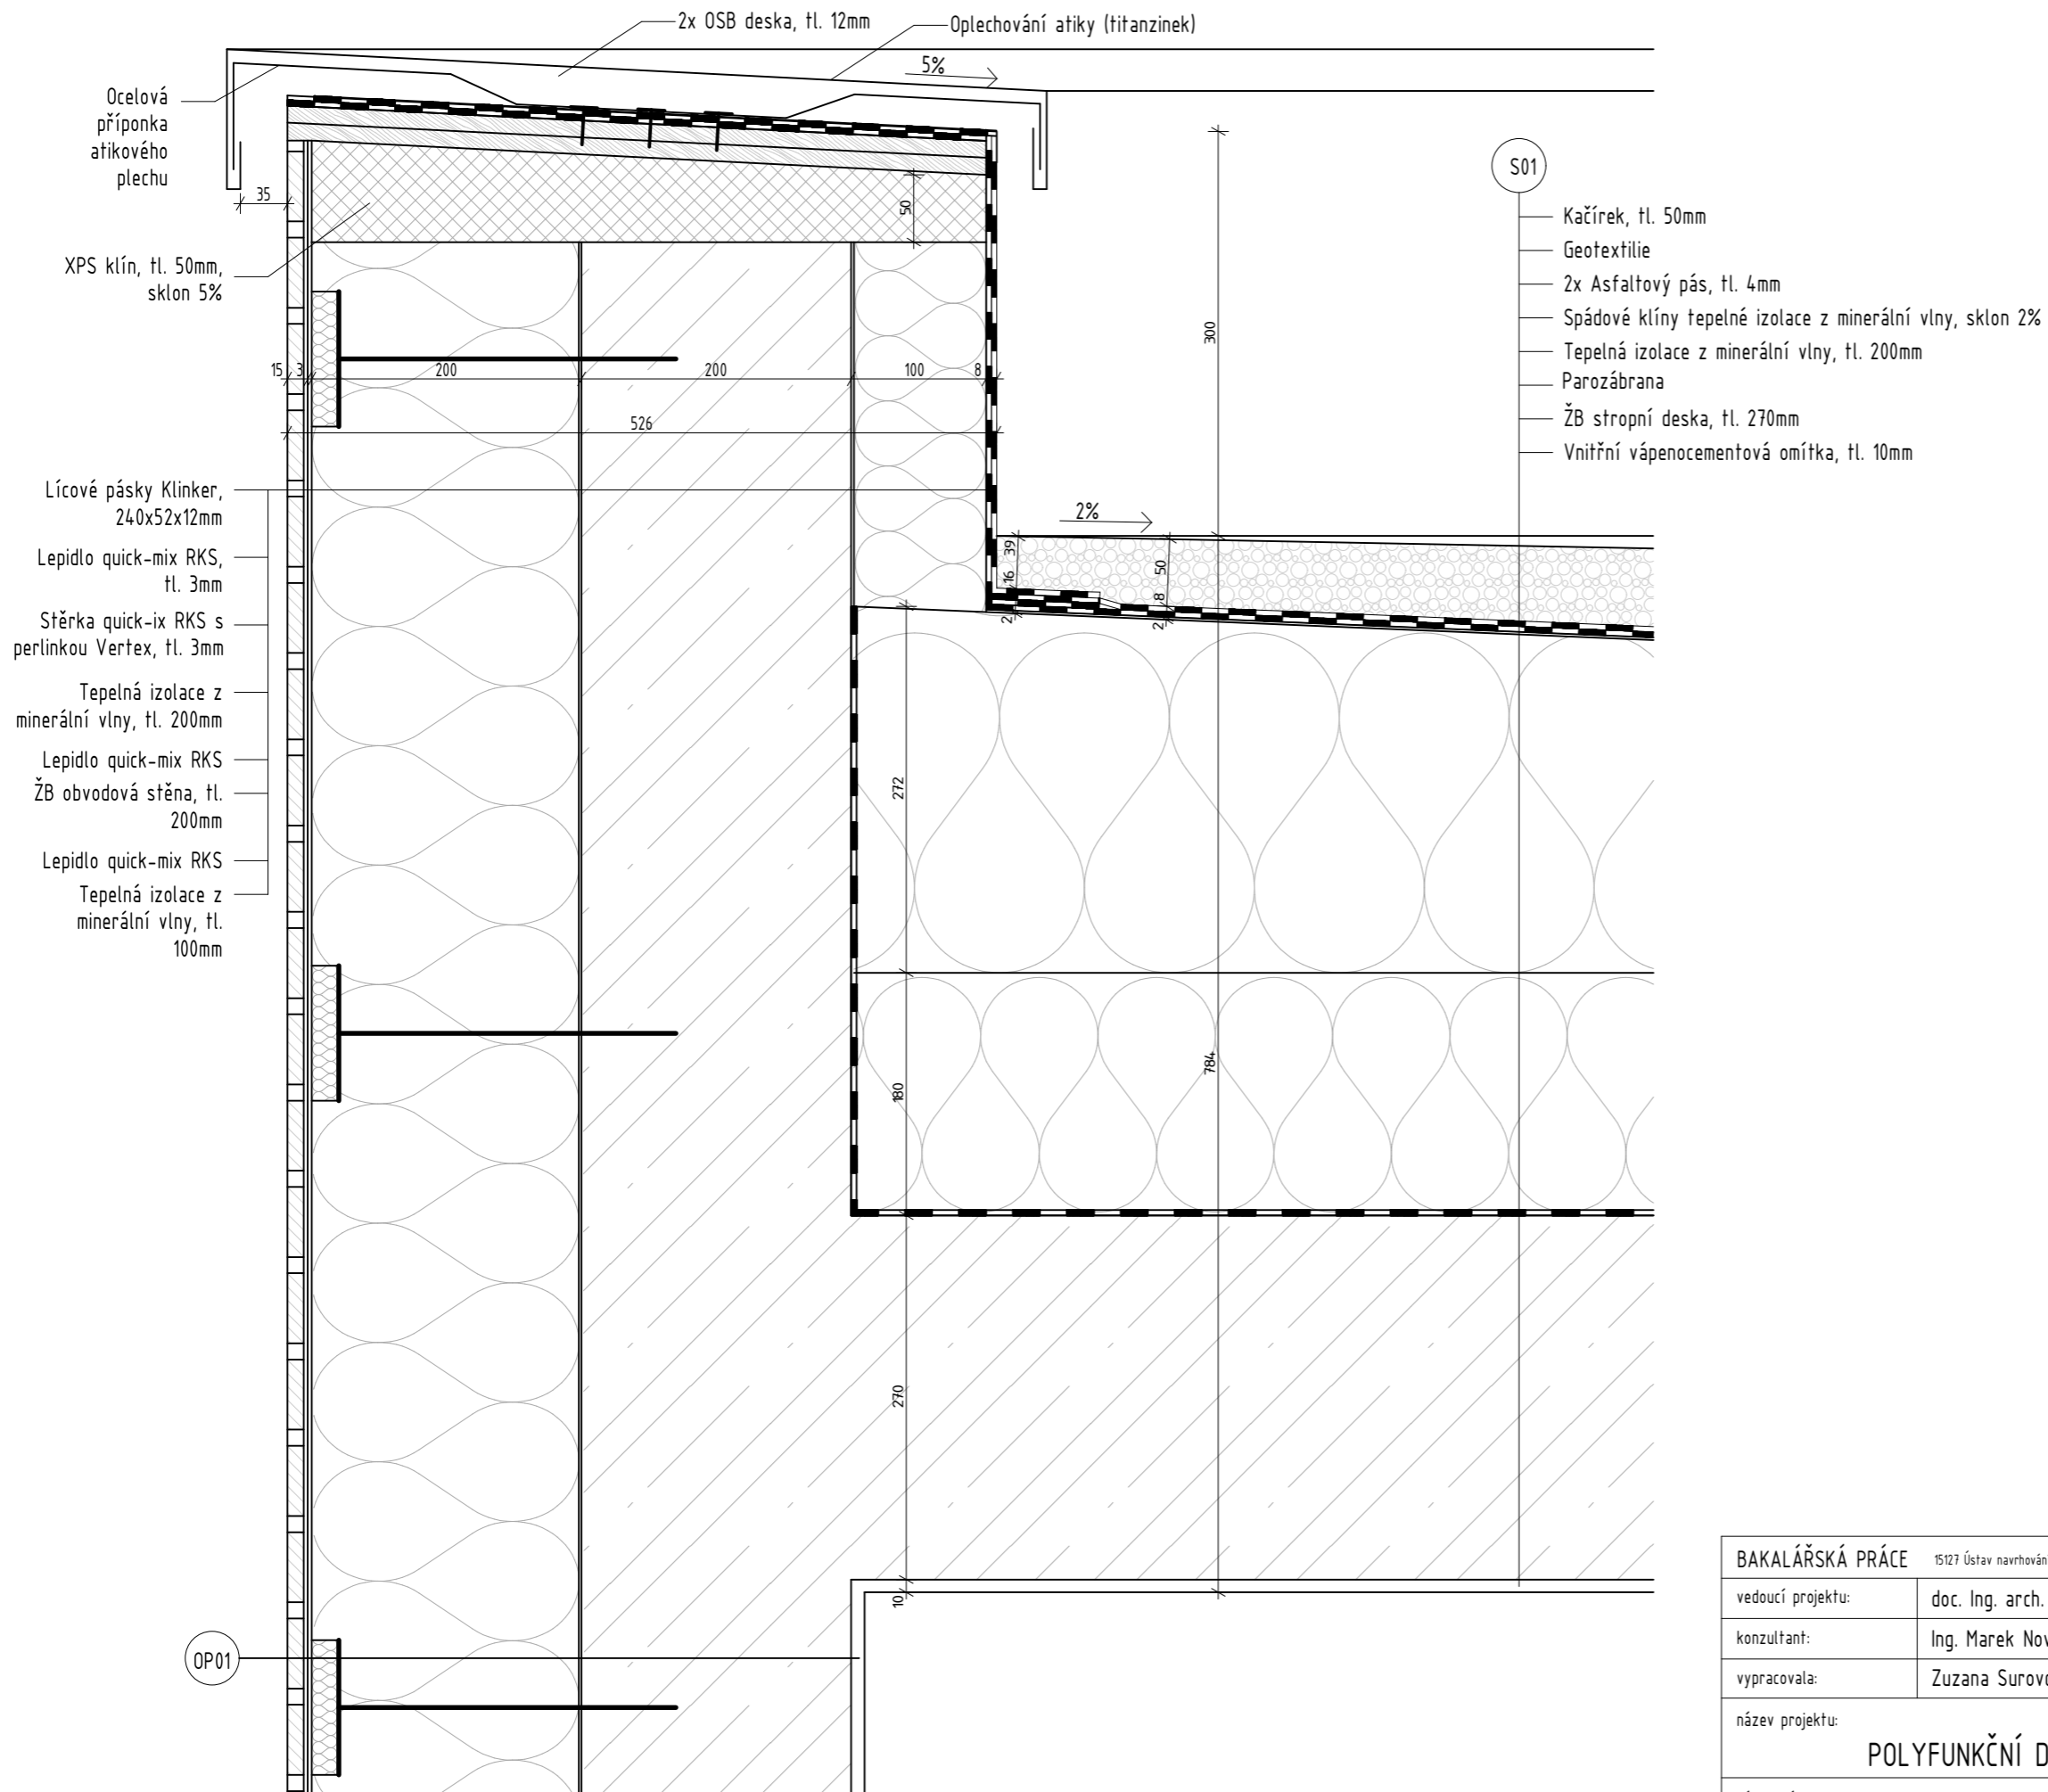 2x OSB deska, tl. 12mm
Oplechování atiky (titanzinek)
5%
Ocelová
příponka
atikového
plechu
35
50
XPS klín, tl. 50mm,
sklon 5%
15 3 200 200 100 8
526
300
S01
Kačírek, tl. 50mm
Geotextilie
2x Asfaltový pás, tl. 4mm
Spádové klíny tepelné izolace z minerální vlny, sklon 2%
Tepelná izolace z minerální vlny, tl. 200mm
Parozábrana
ŽB stropní deska, tl. 270mm
Vnitřní vápenocementová omítka, tl. 10mm
Lícové pásky Klinker,
240x52x12mm
Lepidlo quick-mix RKS,
tl. 3mm
Stěrka quick-ix RKS s
perlinkou Vertex, tl. 3mm
Tepelná izolace z
minerální vlny, tl. 200mm
Lepidlo quick-mix RKS
ŽB obvodová stěna, tl.
200mm
Lepidlo quick-mix RKS
Tepelná izolace z
minerální vlny, tl.
100mm
2%
39
16
2
50
8
2
272
180
784
270
10
OP01
BAKALÁŘSKÁ PRÁCE 15127 Ústav navrhován
vedoucí projektu: doc. Ing. arch.
konzultant: Ing. Marek Nov
vypracovala: Zuzana Surov
název projektu:
POLYFUNKČNÍ D